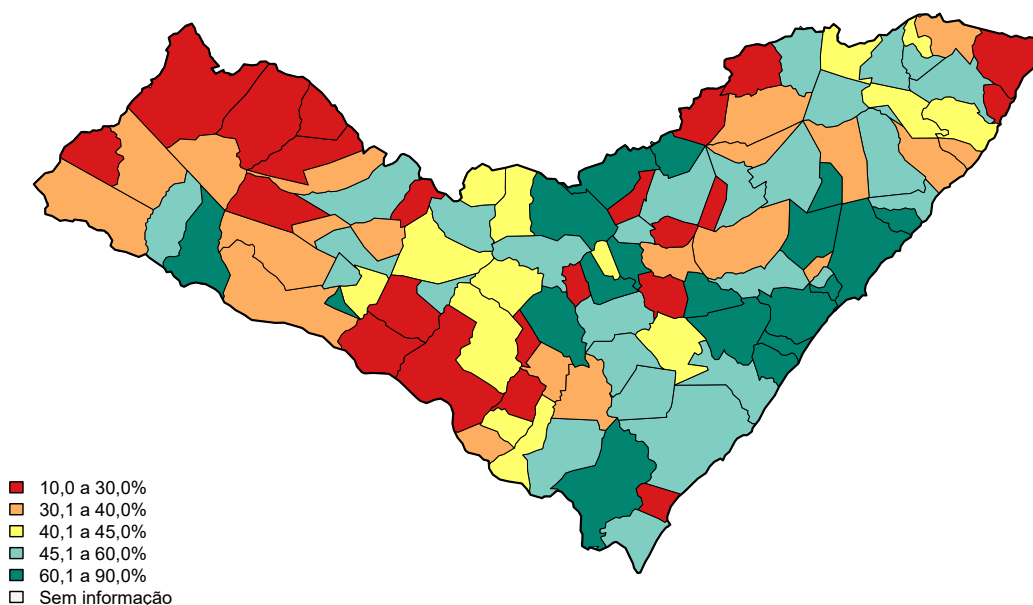 10,0 a 30,0%
30,1 a 40,0%
40,1 a 45,0%
45,1 a 60,0%
60,1 a 90,0%
Sem informação